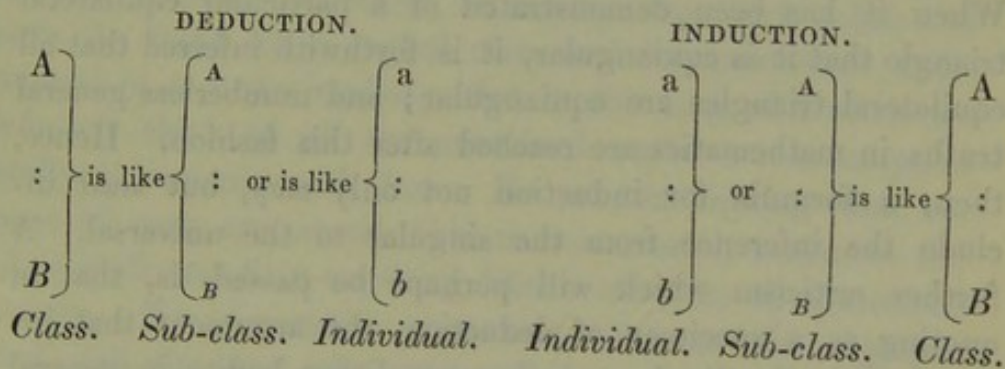 DEDUCTION. INDUCTION.
A A a a A A
: is like : or is like : : or : is like :
B B b b B B
Class. Sub-class. Individual. Individual. Sub-class. Class.